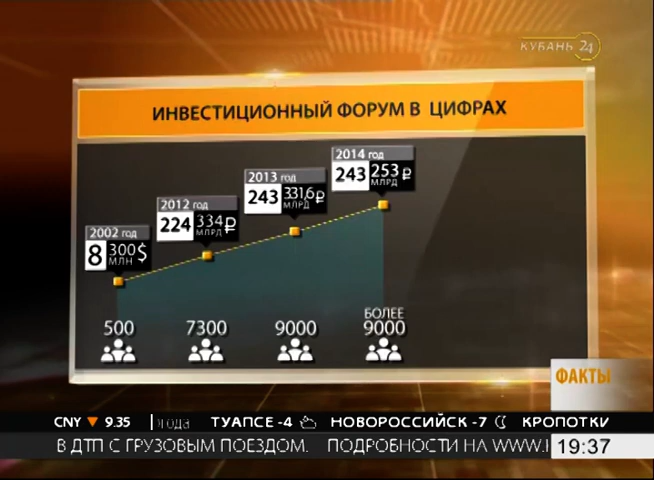 КУБАНЬ 24
ИНВЕСТИЦИОННЫЙ ФОРУМ В ЦИФРАХ
2002 год
8 300 $
МЛН
2012 год
224 334 ₽
МЛРД
2013 год
243 331,6 ₽
МЛРД
2014 год
243 253 ₽
МЛРД
500
7300
9000
БОЛЕЕ
9000
ФАКТЫ
CNY 9.35 года ТУАПСЕ -4 НОВОРОССИЙСК -7 КРОПОТКИ
В ДТП С ГРУЗОВЫМ ПОЕЗДОМ. ПОДРОБНОСТИ НА WWW.
19:37